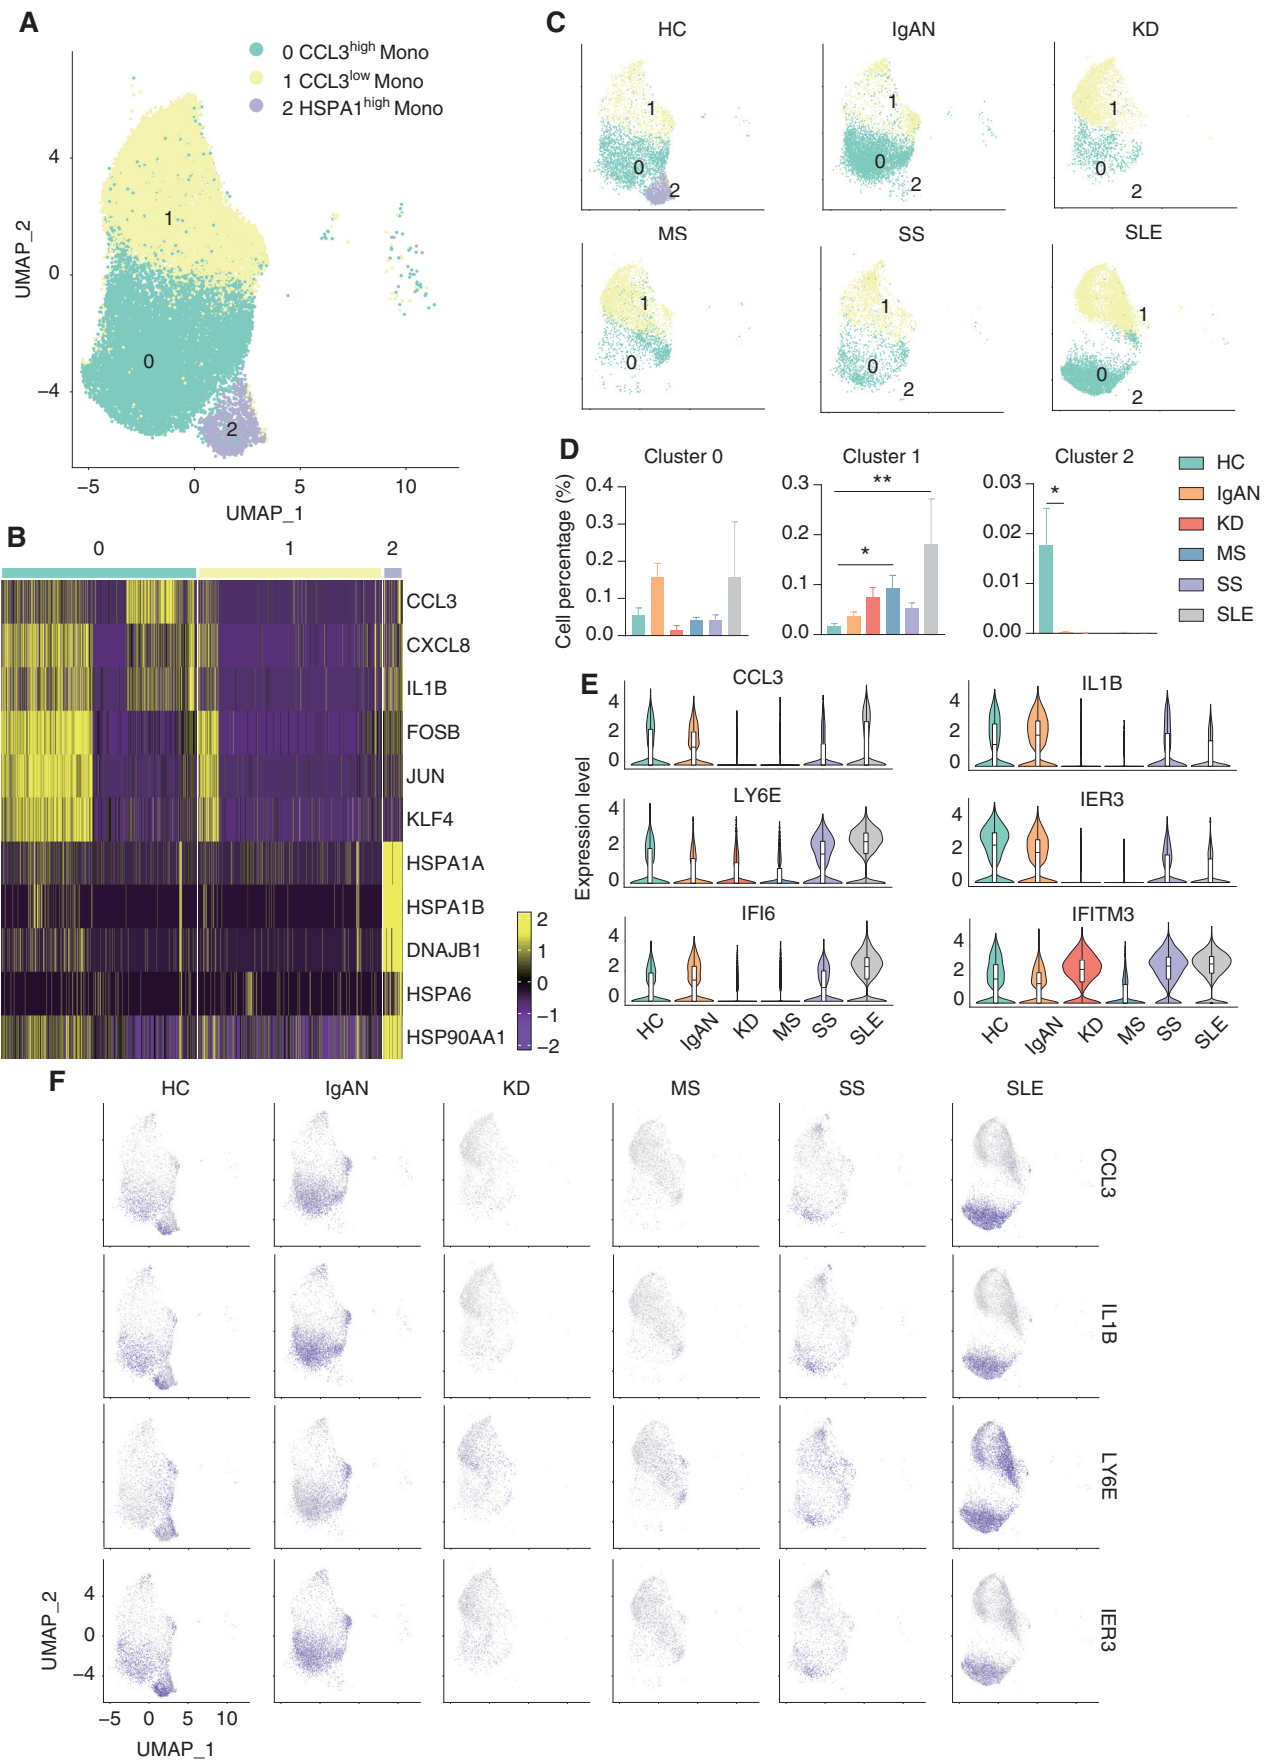 A
0 CCL3high Mono
1 CCL3low Mono
2 HSPA1high Mono
UMAP_2
4
0
−4
1
0
2
−5 0 5 10
UMAP_1
B
0 1 2
CCL3
CXCL8
IL1B
FOSB
JUN
KLF4
HSPA1A
HSPA1B
DNAJB1
HSPA6
HSP90AA1
2
1
0
−1
−2
C
HC IgAN KD
1 0 2
1 0 2
1 0 2
MS SS SLE
1 0
1 0 2
1 0 2
D
Cluster 0 Cluster 1 Cluster 2
Cell percentage (%)
0.4
0.3
0.2
0.1
0.0
0.3
0.2
0.1
0.0
**
*
0.03
0.02
0.01
0.00
*
HC
IgAN
KD
MS
SS
SLE
E
Expression level
CCL3 IL1B
4
2
0
4
2
0
LY6E IER3
4
2
0
4
2
0
IFI6 IFITM3
4
2
0
4
2
0
HC IgAN KD MS SS SLE
HC IgAN KD MS SS SLE
F
HC IgAN KD MS SS SLE
CCL3
IL1B
LY6E
IER3
UMAP_2
4
0
−4
−5 0 5 10
UMAP_1